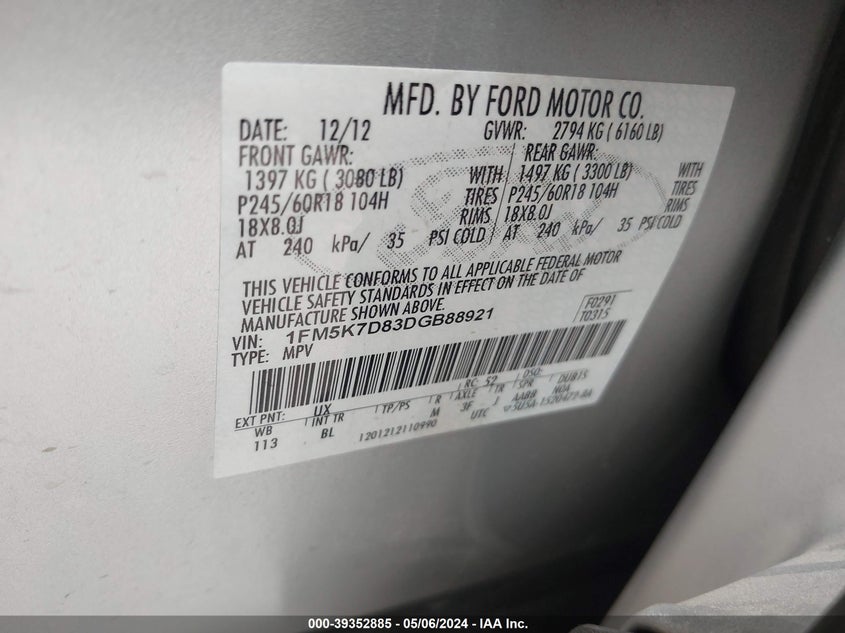 MFD. BY FORD MOTOR CO.
DATE: 12/12 GVWR: 2794 KG ( 6160 LB)
FRONT GAWR: REAR GAWR:
1397 KG ( 3080 LB) WITH 1497 KG ( 3300 LB) WITH
P245/60R18 104H TIRES P245/60R18 104H TIRES
18X8.0J RIMS 18X8.0J RIMS
AT 240 kPa/ 35 PSI COLD AT 240 kPa/ 35 PSI COLD
THIS VEHICLE CONFORMS TO ALL APPLICABLE FEDERAL MOTOR
VEHICLE SAFETY STANDARDS IN EFFECT ON THE DATE OF
MANUFACTURE SHOWN ABOVE.
F0291
T0315
VIN: 1FM5K7D83DGB88921
TYPE: MPV
EXT PNT: UX RC: 52 DSO:
WB INT TR TP/PS R AXLE TR SPR DUB15
113 BL M 3F J AABB NOA
1201212110990 UTC
000-39352885 - 05/06/2024 - IAA Inc.